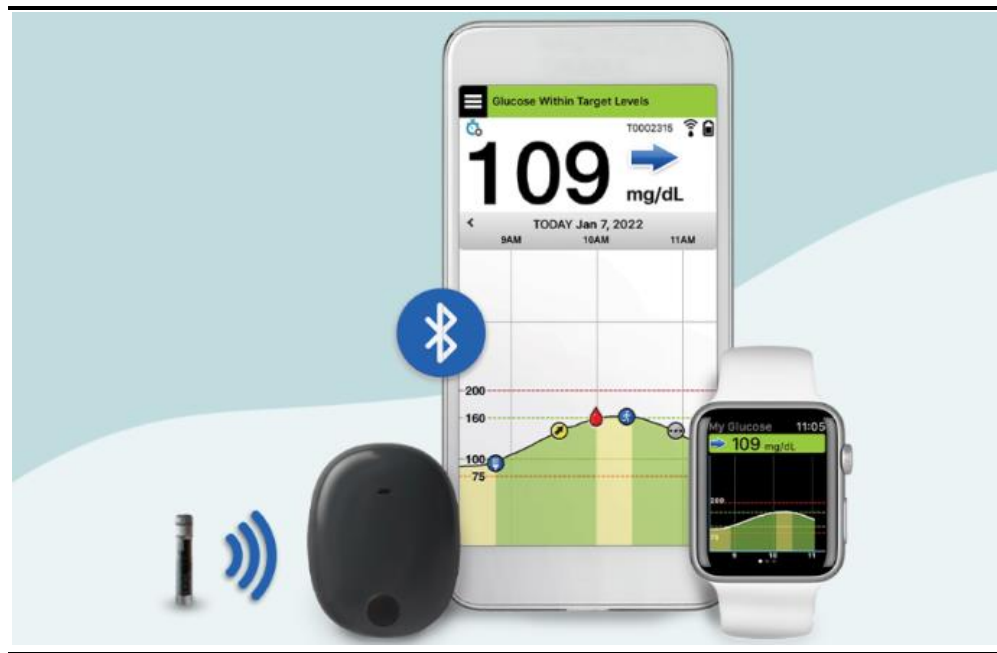 Glucose Within Target Levels
T0002315
109
mg/dL
TODAY Jan 7, 2022
9AM 10AM 11AM
200
160
100
75
My Glucose 11:05
109 mg/dL
200
75
9 10 11